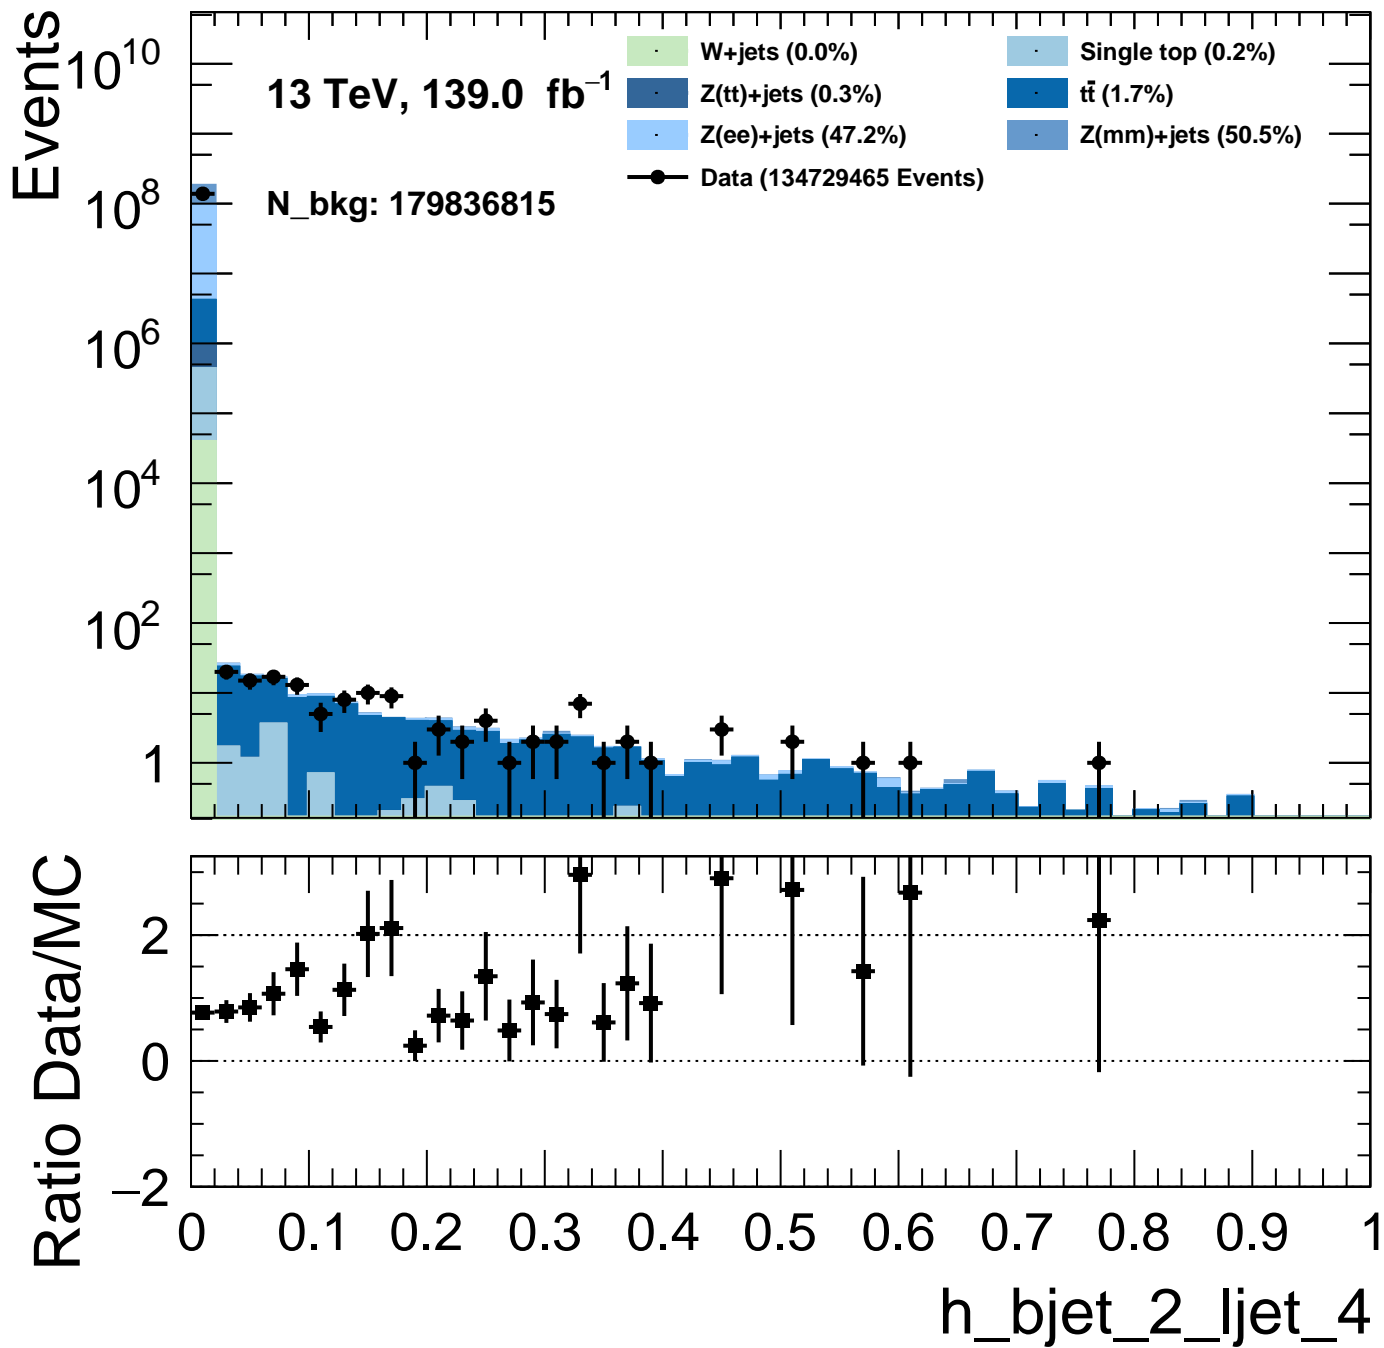 Events
10^10
10^8
10^6
10^4
10^2
1
13 TeV, 139.0 fb^−1
N_bkg: 179836815
W+jets (0.0%)
Single top (0.2%)
Z(tt)+jets (0.3%)
tt̄ (1.7%)
Z(ee)+jets (47.2%)
Z(mm)+jets (50.5%)
Data (134729465 Events)
Ratio Data/MC
2
0
−2
0 0.1 0.2 0.3 0.4 0.5 0.6 0.7 0.8 0.9 1
h_bjet_2_ljet_4